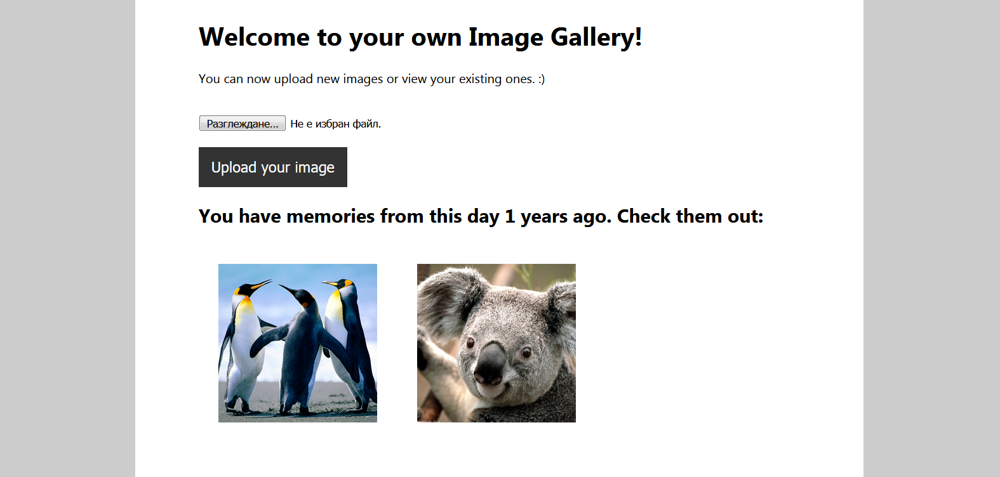 Welcome to your own Image Gallery!
You can now upload new images or view your existing ones. :)
Разглеждане... Не е избран файл.
Upload your image
You have memories from this day 1 years ago. Check them out: